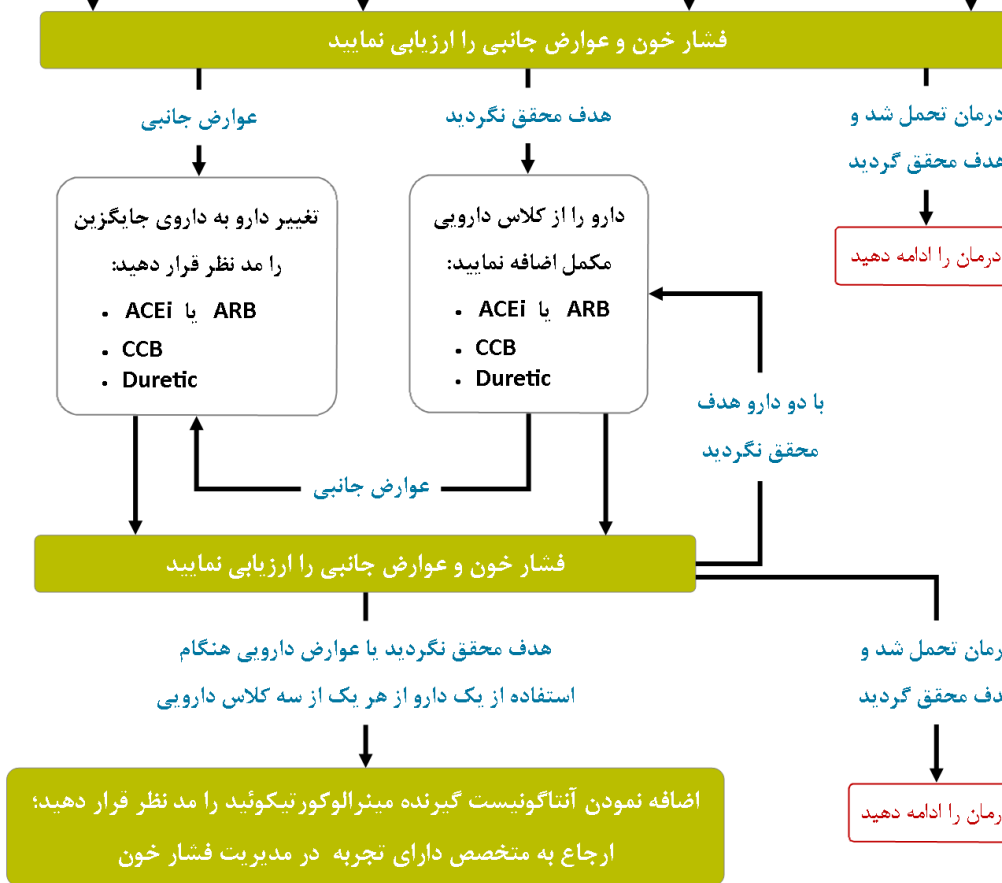 فشار خون و عوارض جانبی را ارزیابی نمایید
درمان تحمل شد و
هدف محقق گردید
هدف محقق نگردید
عوارض جانبی
درمان را ادامه دهید
دارو را از کلاس دارویی
مکمل اضافه نمایید:
• ACEi یا ARB
• CCB
• Duretic
تغییر دارو به داروی جایگزین
را مد نظر قرار دهید:
• ACEi یا ARB
• CCB
• Duretic
با دو دارو هدف
محقق نگردید
عوارض جانبی
فشار خون و عوارض جانبی را ارزیابی نمایید
رمان تحمل شد و
دف محقق گردید
هدف محقق نگردید یا عوارض دارویی هنگام
استفاده از یک دارو از هر یک از سه کلاس دارویی
رمان را ادامه دهید
اضافه نمودن آنتاگونیست گیرنده مینرالوکورتیکوئید را مد نظر قرار دهید؛
ارجاع به متخصص دارای تجربه در مدیریت فشار خون